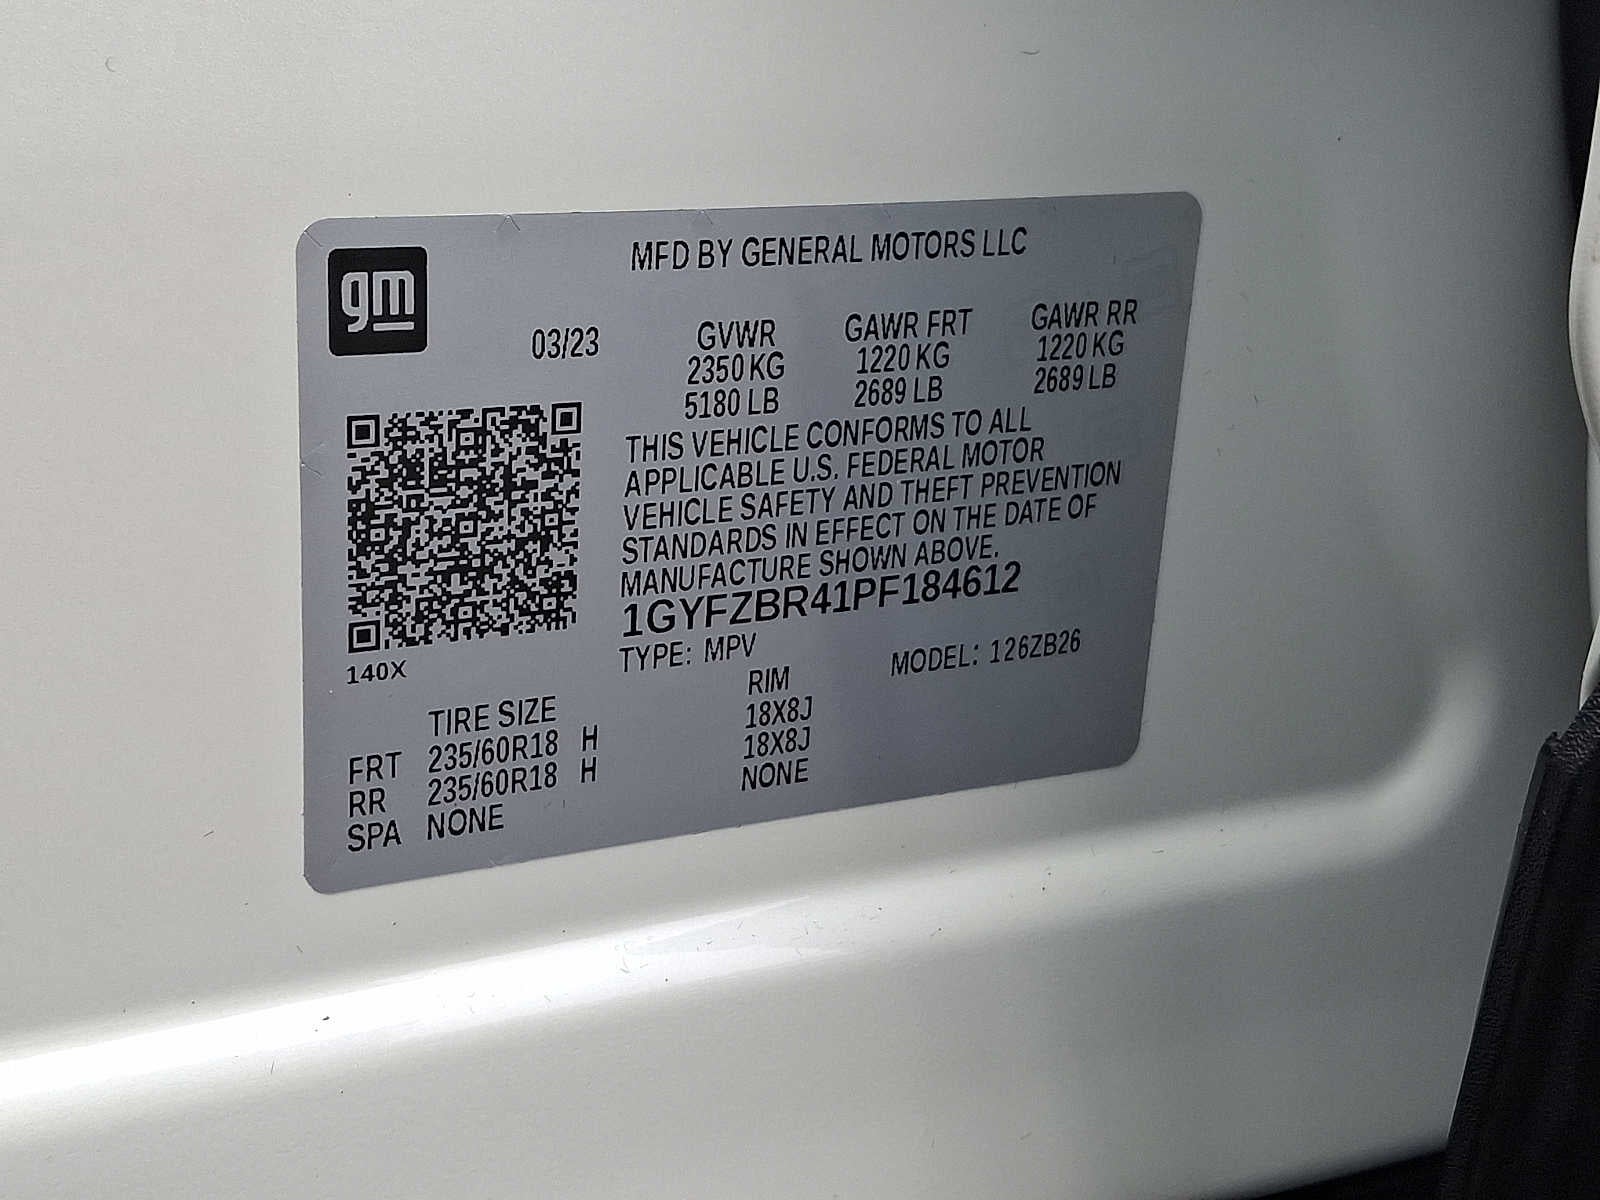 gm
MFD BY GENERAL MOTORS LLC
03/23 GVWR GAWR FRT GAWR RR
2350 KG 1220 KG 1220 KG
5180 LB 2689 LB 2689 LB
THIS VEHICLE CONFORMS TO ALL
APPLICABLE U.S. FEDERAL MOTOR
VEHICLE SAFETY AND THEFT PREVENTION
STANDARDS IN EFFECT ON THE DATE OF
MANUFACTURE SHOWN ABOVE.
1GYFZBR41PF184612
TYPE: MPV MODEL: 126ZB26
140X
TIRE SIZE RIM
FRT 235/60R18 H 18X8J
RR 235/60R18 H 18X8J
SPA NONE NONE